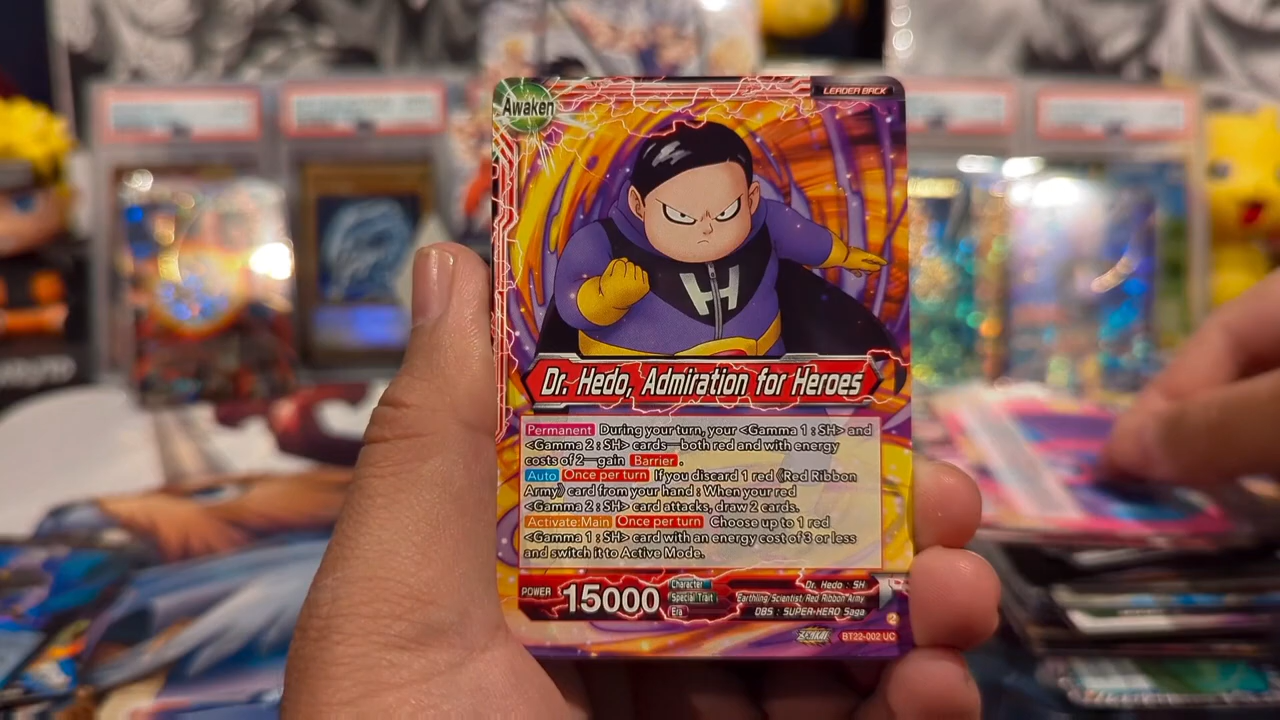 Awaken
LEADER BACK
H
Dr. Hedo, Admiration for Heroes
Permanent During your turn, your <Gamma 1 : SH> and
<Gamma 2 : SH> cards—both red and with energy
costs of 2—gain Barrier.
Auto Once per turn If you discard 1 red 《Red Ribbon
Army》 card from your hand : When your red
<Gamma 2 : SH> card attacks, draw 2 cards.
Activate:Main Once per turn Choose up to 1 red
<Gamma 1 : SH> card with an energy cost of 3 or less
and switch it to Active Mode.
POWER 15000
Character Dr. Hedo : SH
Special Trait Earthling/Scientist/Red Ribbon Army
Era DBS : SUPER HERO Saga
BT22-002 UC